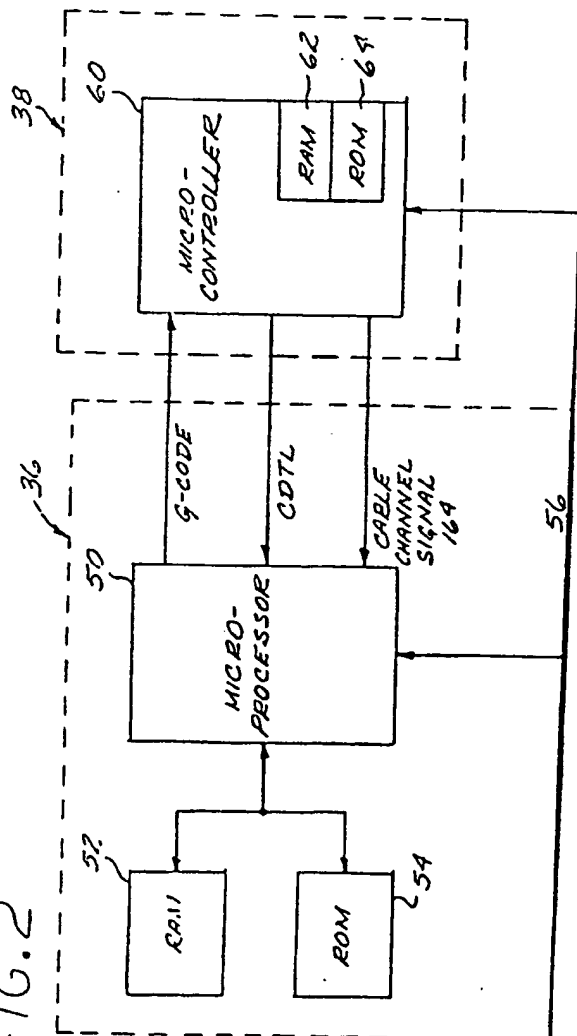 FIG.2
36
38
52
RAM
ROM
54
50
MICRO-
PROCESSOR
G-CODE
CDTL
CABLE
CHANNEL
SIGNAL
164
60
MICRO-
CONTROLLER
RAM
62
ROM
64
56